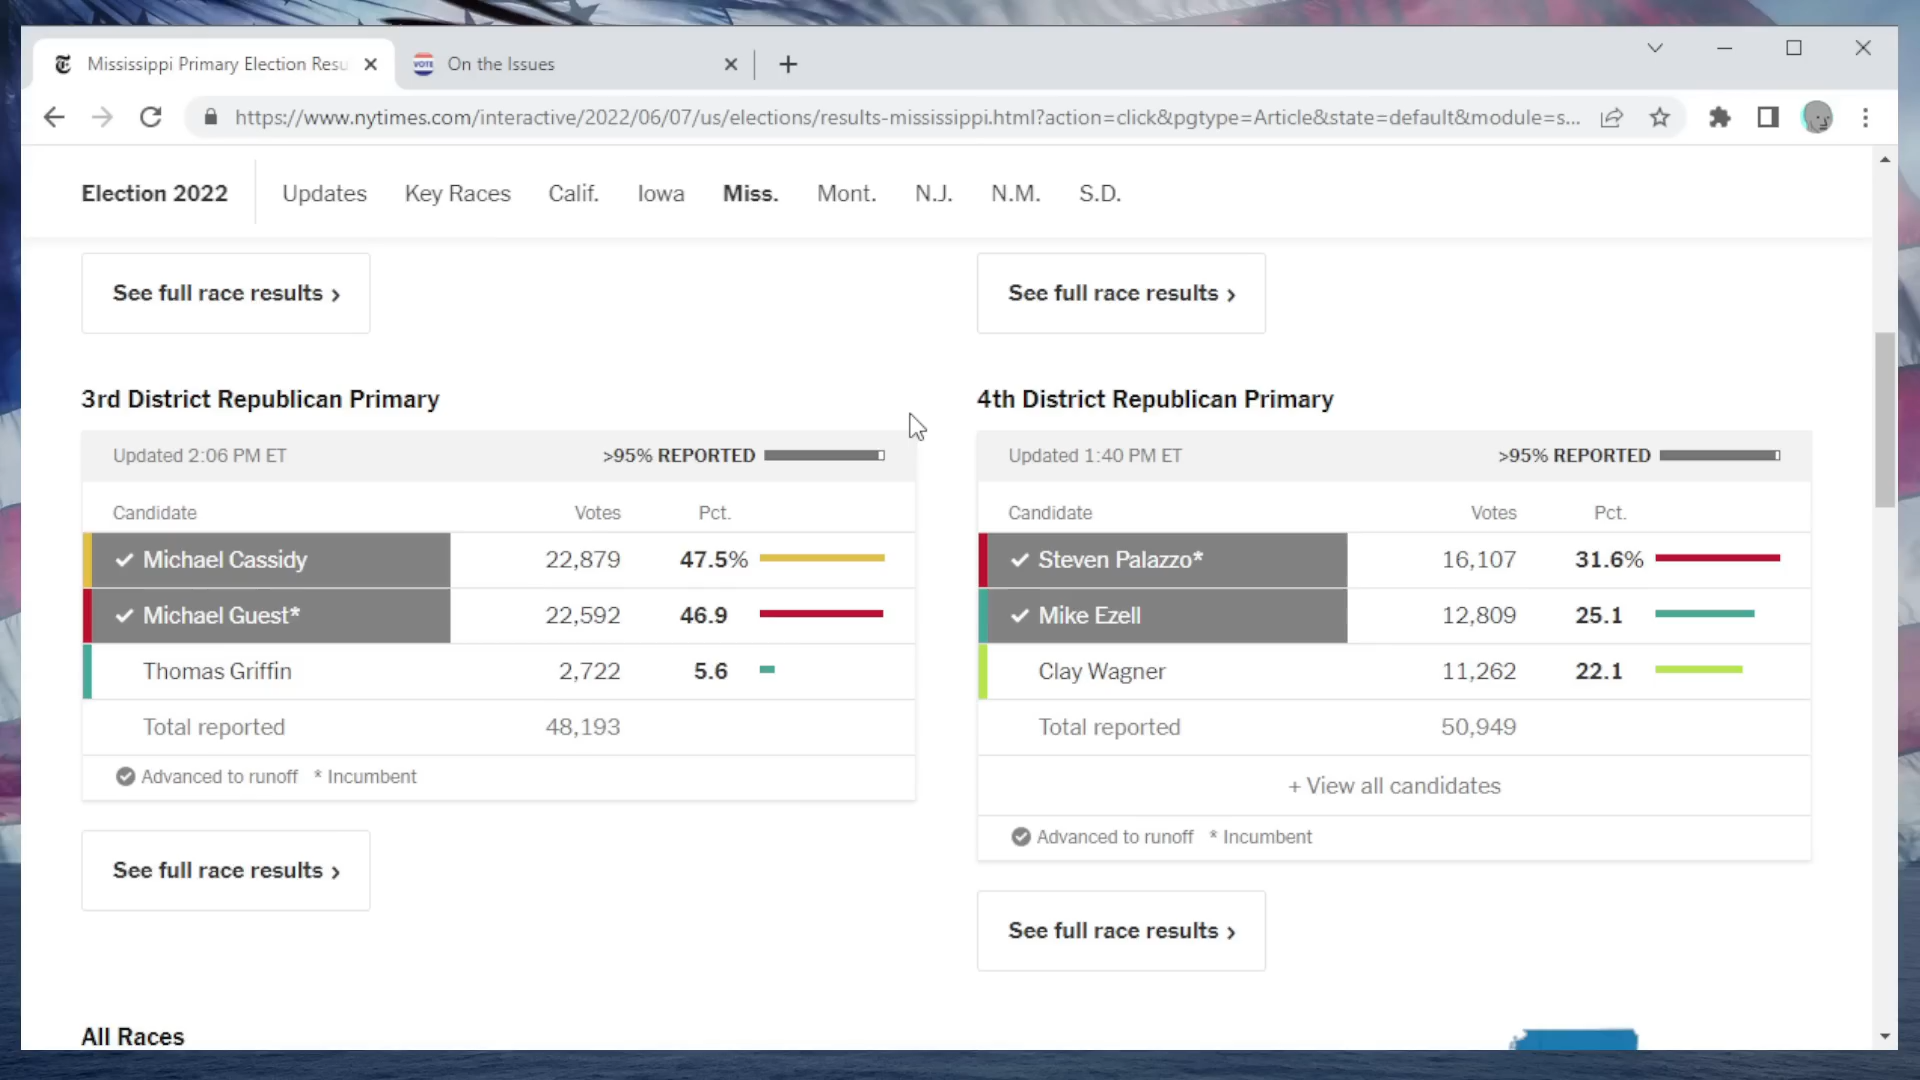 Mississippi Primary Election Resu
On the Issues
https://www.nytimes.com/interactive/2022/06/07/us/elections/results-mississippi.html?action=click&pgtype=Article&state=default&module=s...
Election 2022 Updates Key Races Calif. Iowa Miss. Mont. N.J. N.M. S.D.
See full race results ›
See full race results ›
3rd District Republican Primary
Updated 2:06 PM ET >95% REPORTED
Candidate Votes Pct.
Michael Cassidy 22,879 47.5%
Michael Guest* 22,592 46.9
Thomas Griffin 2,722 5.6
Total reported 48,193
Advanced to runoff * Incumbent
See full race results ›
4th District Republican Primary
Updated 1:40 PM ET >95% REPORTED
Candidate Votes Pct.
Steven Palazzo* 16,107 31.6%
Mike Ezell 12,809 25.1
Clay Wagner 11,262 22.1
Total reported 50,949
+ View all candidates
Advanced to runoff * Incumbent
See full race results ›
All Races